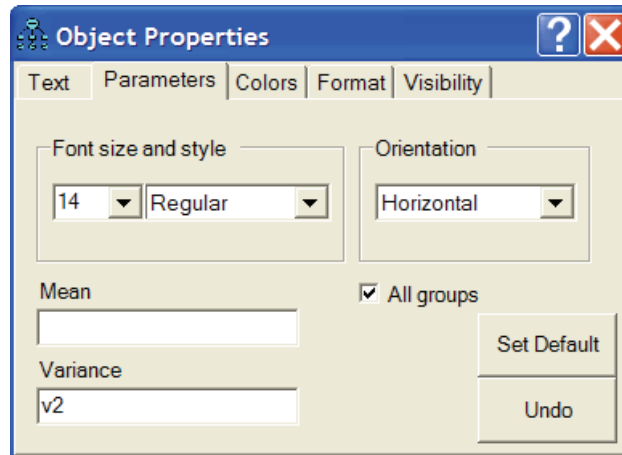 Object Properties
Text Parameters Colors Format Visibility
Font size and style Orientation
14 Regular Horizontal
Mean All groups
Set Default
Variance
v2
Undo